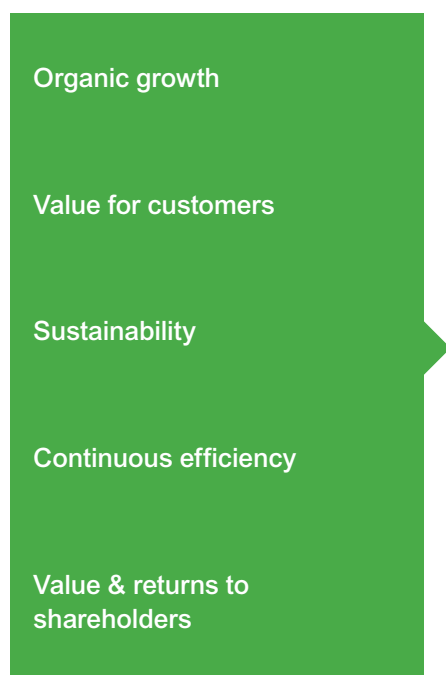 Organic growth
Value for customers
Sustainability
Continuous efficiency
Value & returns to
shareholders